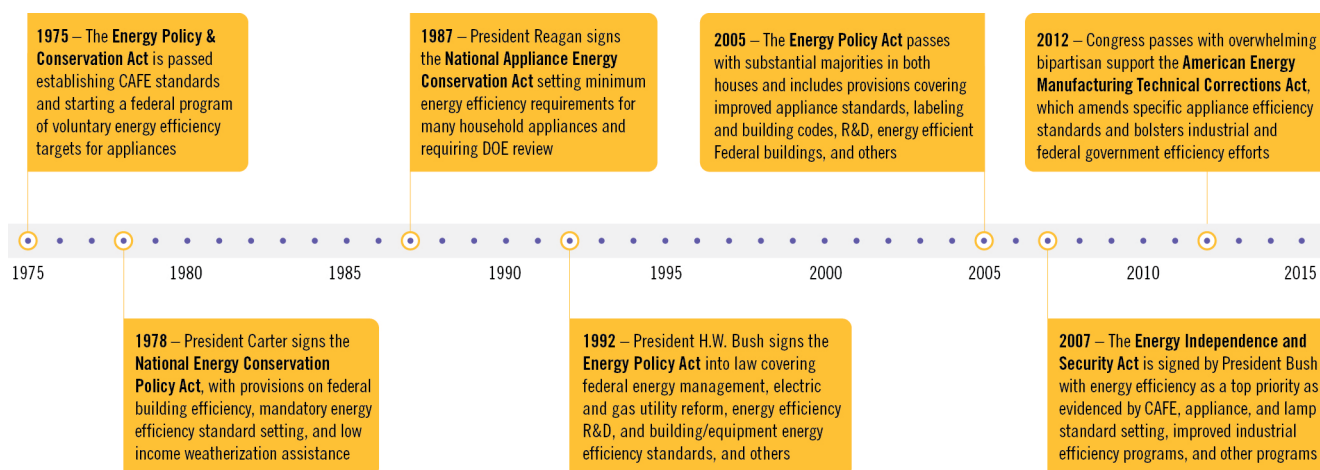 1975 – The Energy Policy &
Conservation Act is passed
establishing CAFE standards
and starting a federal program
of voluntary energy efficiency
targets for appliances
1987 – President Reagan signs
the National Appliance Energy
Conservation Act setting minimum
energy efficiency requirements for
many household appliances and
requiring DOE review
2005 – The Energy Policy Act passes
with substantial majorities in both
houses and includes provisions covering
improved appliance standards, labeling
and building codes, R&D, energy efficient
Federal buildings, and others
2012 – Congress passes with overwhelming
bipartisan support the American Energy
Manufacturing Technical Corrections Act,
which amends specific appliance efficiency
standards and bolsters industrial and
federal government efficiency efforts
1975 1980 1985 1990 1995 2000 2005 2010 2015
1978 – President Carter signs the
National Energy Conservation
Policy Act, with provisions on federal
building efficiency, mandatory energy
efficiency standard setting, and low
income weatherization assistance
1992 – President H.W. Bush signs the
Energy Policy Act into law covering
federal energy management, electric
and gas utility reform, energy efficiency
R&D, and building/equipment energy
efficiency standards, and others
2007 – The Energy Independence and
Security Act is signed by President Bush
with energy efficiency as a top priority as
evidenced by CAFE, appliance, and lamp
standard setting, improved industrial
efficiency programs, and other programs